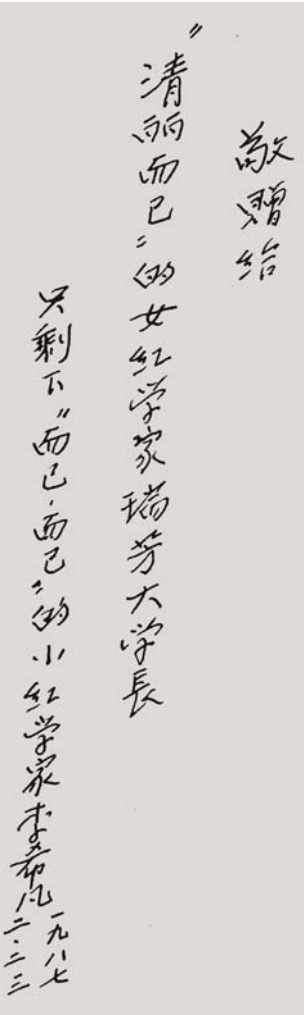 敬赠给
“清丽而已”的女红学家瑞芳大学長
只剩下“而已,而已”的小红学家李希凡
一九八七
二·二三